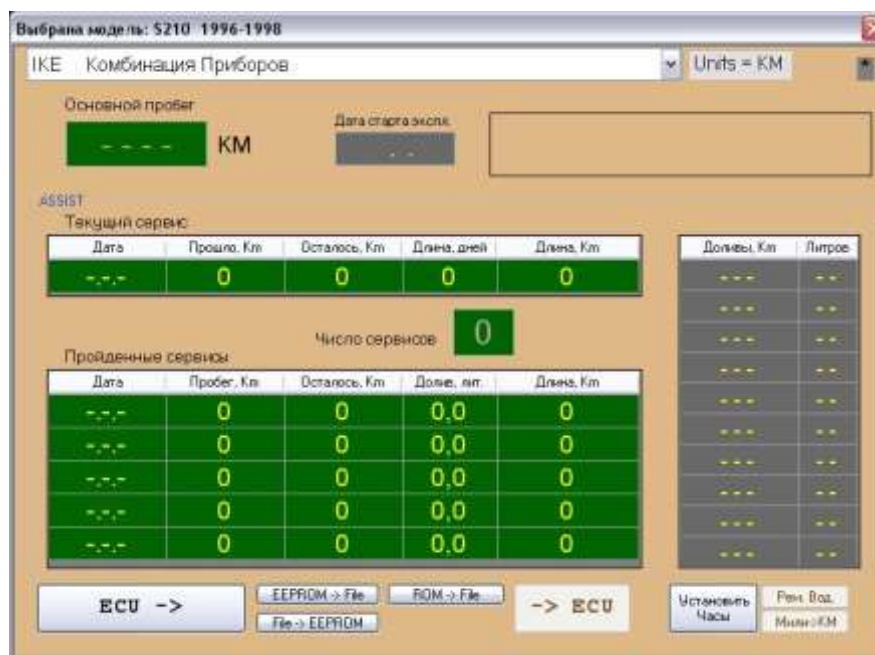 Выбрана модель: S210 1996-1998
IKE Комбинация Приборов Units = KM
Основной пробег
Дата старта экспл.
- - - - KM . .
ASSIST
Текущий сервис
Дата Прошло, Km Осталось, Km Длина, дней Длина, Km Доливы, Km Литров
-.-.- 0 0 0 0 - - - - -
- - - - -
Число сервисов 0 - - - - -
Пройденные сервисы - - - - -
Дата Пробег, Km Осталось, Km Долив, лит. Длина, Km - - - - -
-.-.- 0 0 0,0 0 - - - - -
-.-.- 0 0 0,0 0 - - - - -
-.-.- 0 0 0,0 0 - - - - -
-.-.- 0 0 0,0 0 - - - - -
-.-.- 0 0 0,0 0 - - - - -
ECU -> EEPROM -> File ROM -> File -> ECU Установить Часы Рем. Вод.
File -> EEPROM Мили>KM